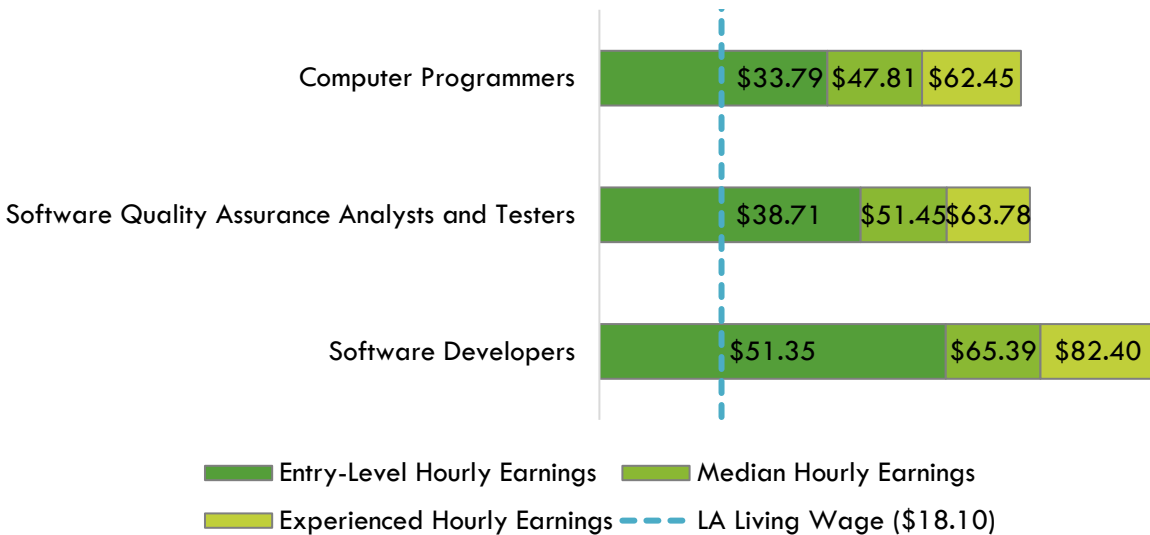 Computer Programmers $33.79 $47.81 $62.45
Software Quality Assurance Analysts and Testers $38.71 $51.45 $63.78
Software Developers $51.35 $65.39 $82.40
Entry-Level Hourly Earnings Median Hourly Earnings
Experienced Hourly Earnings LA Living Wage ($18.10)